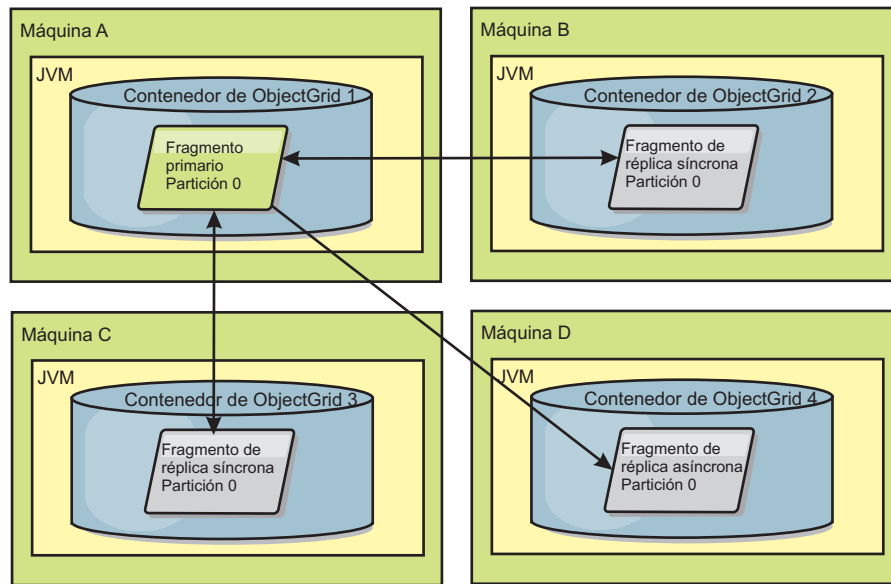 Máquina A
JVM
Contenedor de ObjectGrid 1
Fragmento
primario
Partición 0
Máquina B
JVM
Contenedor de ObjectGrid 2
Fragmento de
réplica síncrona
Partición 0
Máquina C
JVM
Contenedor de ObjectGrid 3
Fragmento de
réplica síncrona
Partición 0
Máquina D
JVM
Contenedor de ObjectGrid 4
Fragmento de
réplica asíncrona
Partición 0